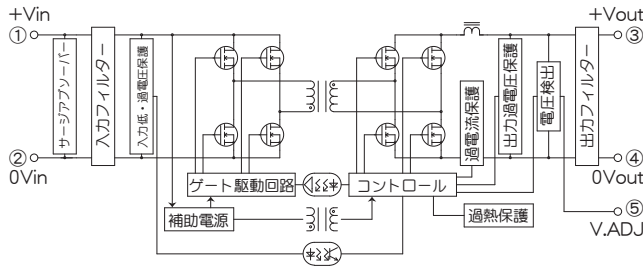 +Vin
①
サージアブソーバー
入力フィルター
入力低・過電圧保護
②
0Vin
ゲート駆動回路
補助電源
コントロール
過熱保護
過電流保護
出力過電圧保護
電圧検出
出力フィルター
+Vout
③
④
0Vout
⑤
V.ADJ